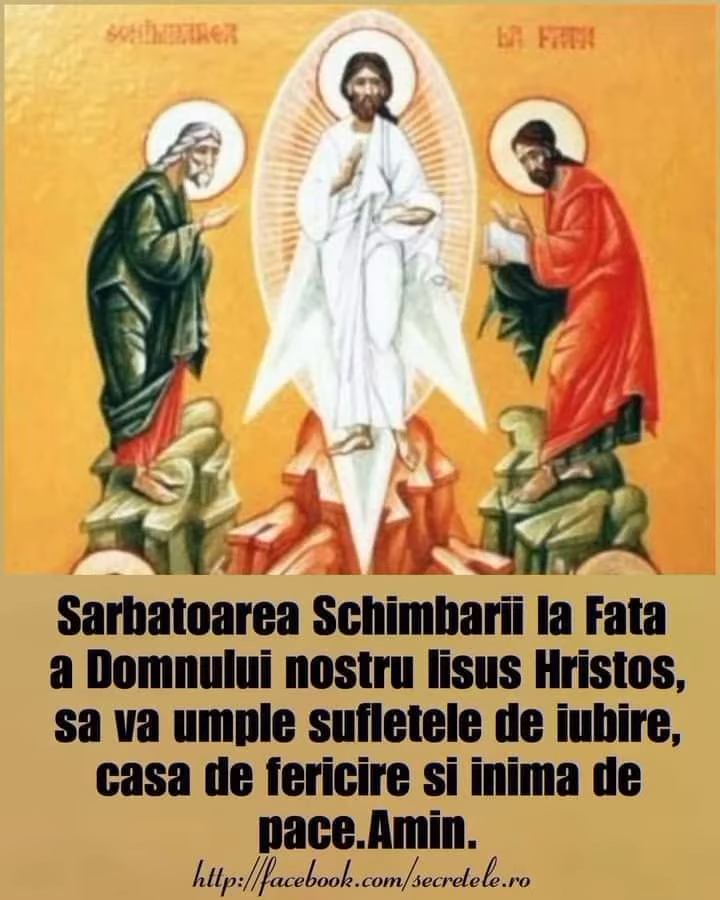 SCHIMBAREA LA FATA
Sarbatoarea Schimbarii la Fata
a Domnului nostru Iisus Hristos,
sa va umple sufletele de iubire,
casa de fericire si inima de
pace.Amin.
http://facebook.com/secretele.ro